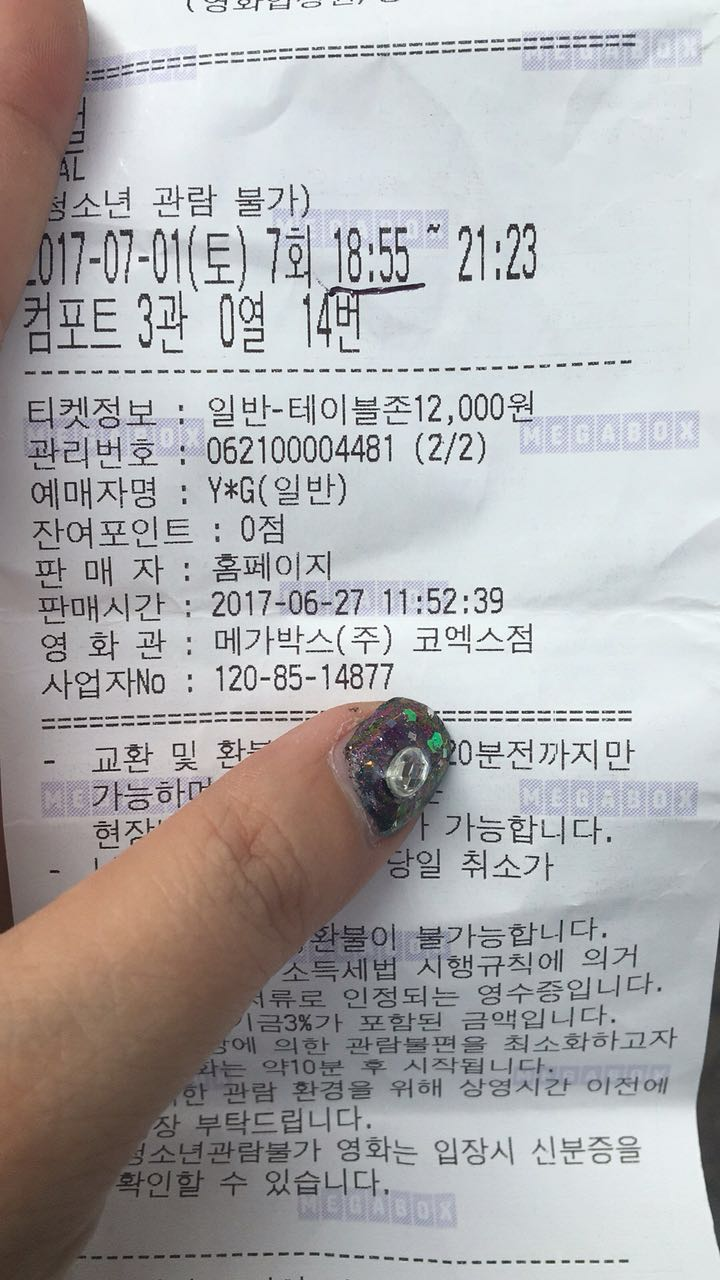 (영화입장권)
MEGABOX
AL
청소년 관람 불가)
2017-07-01(토) 7회 18:55 ~ 21:23
컴포트 3관 0열 14번
티켓정보 : 일반-테이블존12,000원
MEGABOX MEGABOX
관리번호 : 062100004481 (2/2)
예매자명 : Y*G(일반)
잔여포인트 : 0점
판 매 자 : 홈페이지
판매시간 : 2017-06-27 11:52:39
영 화 관 : 메가박스(주) 코엑스점
사업자No : 120-85-14877
- 교환 및 20분전까지만
가능하며
MEGABOX
가능합니다.
- 당일 취소가
환불이 불가능합니다.
소득세법 시행규칙에 의거
서류로 인정되는 영수증입니다.
기금3%가 포함된 금액입니다.
의한 관람불편을 최소화하고자
약10분 후 시작됩니다.
관람 환경을 위해 상영시간 이전에
부탁드립니다.
청소년관람불가 영화는 입장시 신분증을
확인할 수 있습니다.
MEGABOX